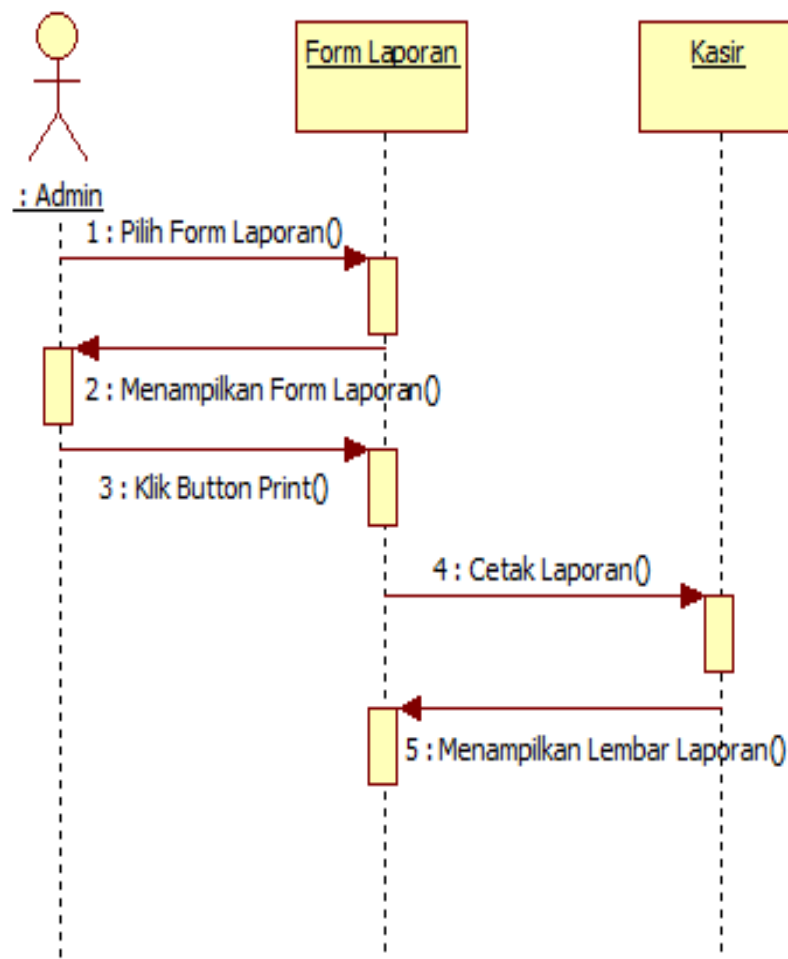 Form Laporan
Kasir
: Admin
1 : Pilih Form Laporan()
2 : Menampilkan Form Laporan()
3 : Klik Button Print()
4 : Cetak Laporan()
5 : Menampilkan Lembar Laporan()